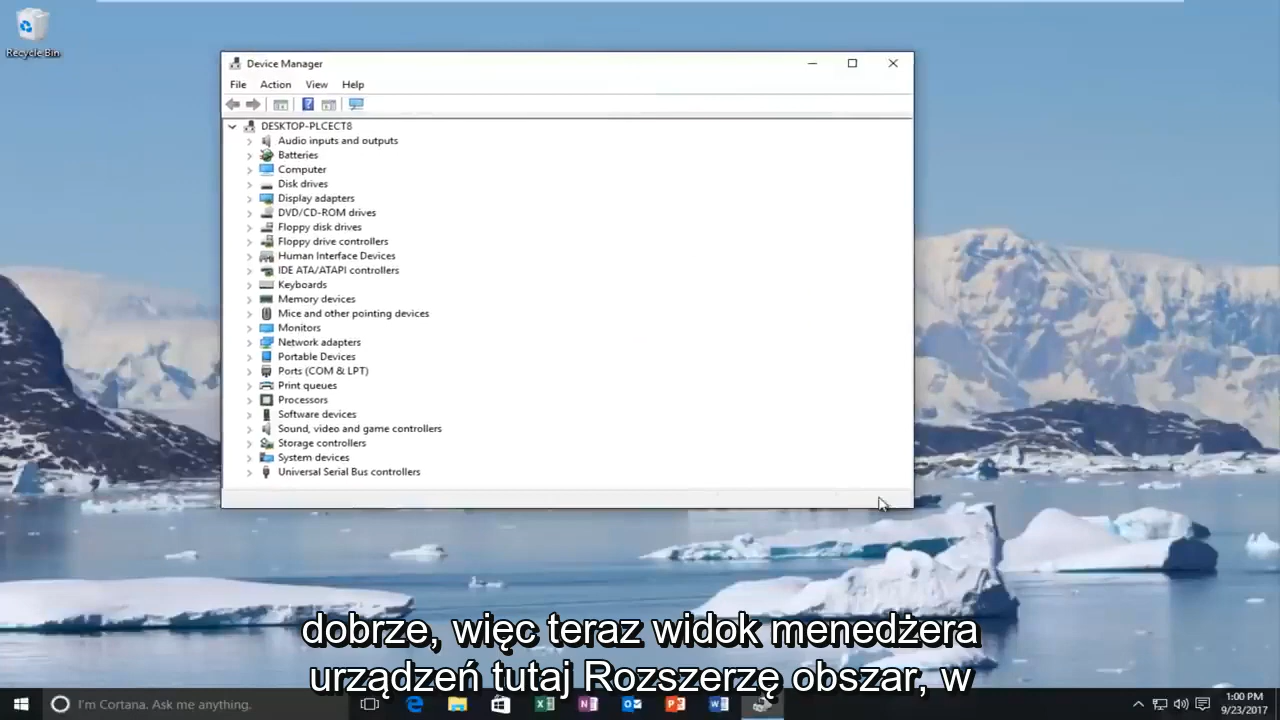 Recycle Bin
Device Manager
File Action View Help
DESKTOP-PLCECT8
Audio inputs and outputs
Batteries
Computer
Disk drives
Display adapters
DVD/CD-ROM drives
Floppy disk drives
Floppy drive controllers
Human Interface Devices
IDE ATA/ATAPI controllers
Keyboards
Memory devices
Mice and other pointing devices
Monitors
Network adapters
Portable Devices
Ports (COM & LPT)
Print queues
Processors
Software devices
Sound, video and game controllers
Storage controllers
System devices
Universal Serial Bus controllers
dobrze, więc teraz widok menedżera
urządzeń tutaj Rozszerzę obszar, w
I'm Cortana. Ask me anything.
1:00 PM
9/23/2017